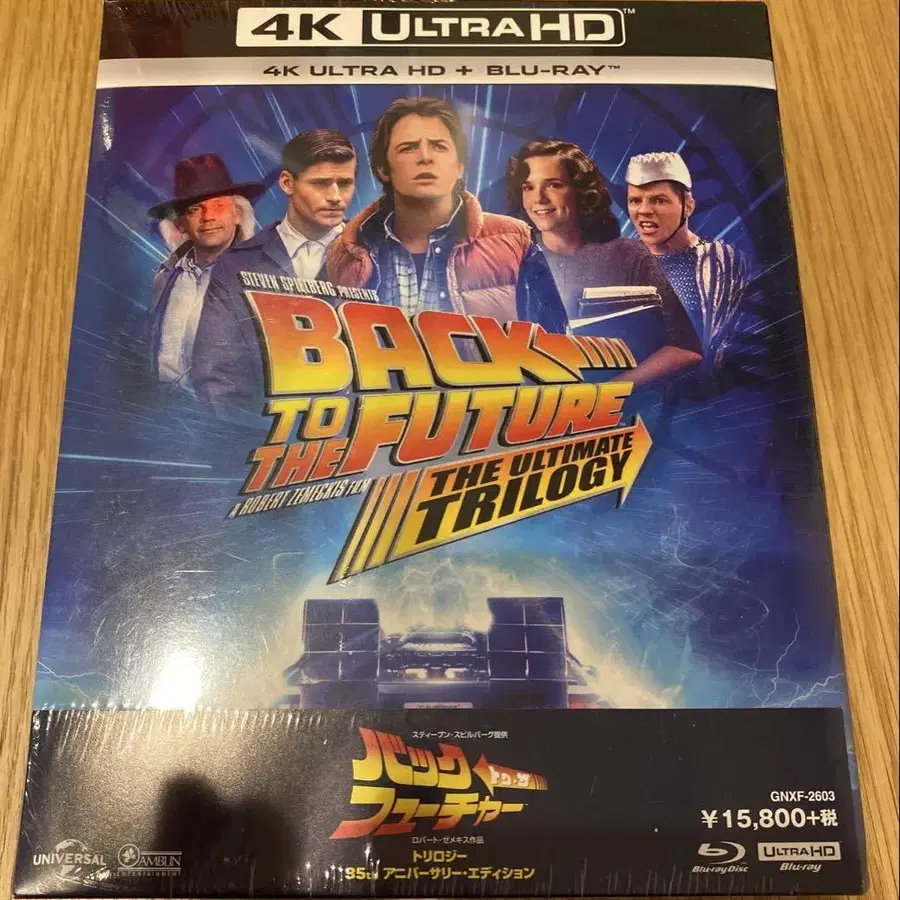 4K ULTRA HD™
4K ULTRA HD + BLU-RAY™
STEVEN SPIELBERG PRESENTS
BACK
TO THE FUTURE
THE ULTIMATE
TRILOGY
A ROBERT ZEMECKIS FILM
スティーブン・スピルバーグ提供
バック
トゥ・ザ
フューチャー
ロバート・ゼメキス作品
トリロジー
35th アニバーサリー・エディション
GNXF-2603
¥15,800+税
UNIVERSAL
AMBLIN
ENTERTAINMENT
Blu-ray Disc
ULTRA HD
Blu-ray